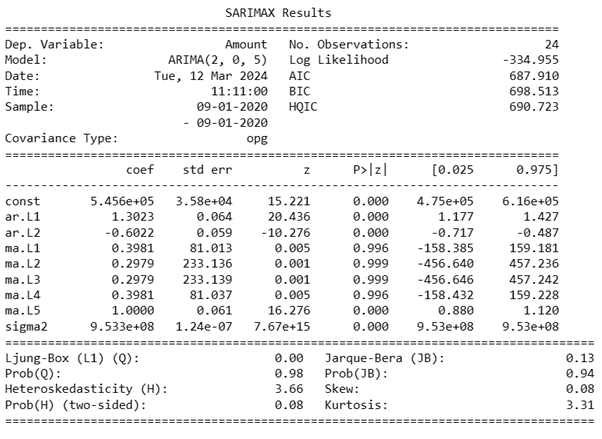 SARIMAX Results
==============================================================================
Dep. Variable: Amount No. Observations: 24
Model: ARIMA(2, 0, 5) Log Likelihood -334.955
Date: Tue, 12 Mar 2024 AIC 687.910
Time: 11:11:00 BIC 698.513
Sample: 09-01-2020 HQIC 690.723
- 09-01-2020
Covariance Type: opg
==============================================================================
coef std err z P>|z| [0.025 0.975]
------------------------------------------------------------------------------
const 5.456e+05 3.58e+04 15.221 0.000 4.75e+05 6.16e+05
ar.L1 1.3023 0.064 20.436 0.000 1.177 1.427
ar.L2 -0.6022 0.059 -10.276 0.000 -0.717 -0.487
ma.L1 0.3981 81.013 0.005 0.996 -158.385 159.181
ma.L2 0.2979 233.136 0.001 0.999 -456.640 457.236
ma.L3 0.2979 233.139 0.001 0.999 -456.646 457.242
ma.L4 0.3981 81.037 0.005 0.996 -158.432 159.228
ma.L5 1.0000 0.061 16.276 0.000 0.880 1.120
sigma2 9.533e+08 1.24e-07 7.67e+15 0.000 9.53e+08 9.53e+08
===================================================================================
Ljung-Box (L1) (Q): 0.00 Jarque-Bera (JB): 0.13
Prob(Q): 0.98 Prob(JB): 0.94
Heteroskedasticity (H): 3.66 Skew: 0.08
Prob(H) (two-sided): 0.08 Kurtosis: 3.31
===================================================================================